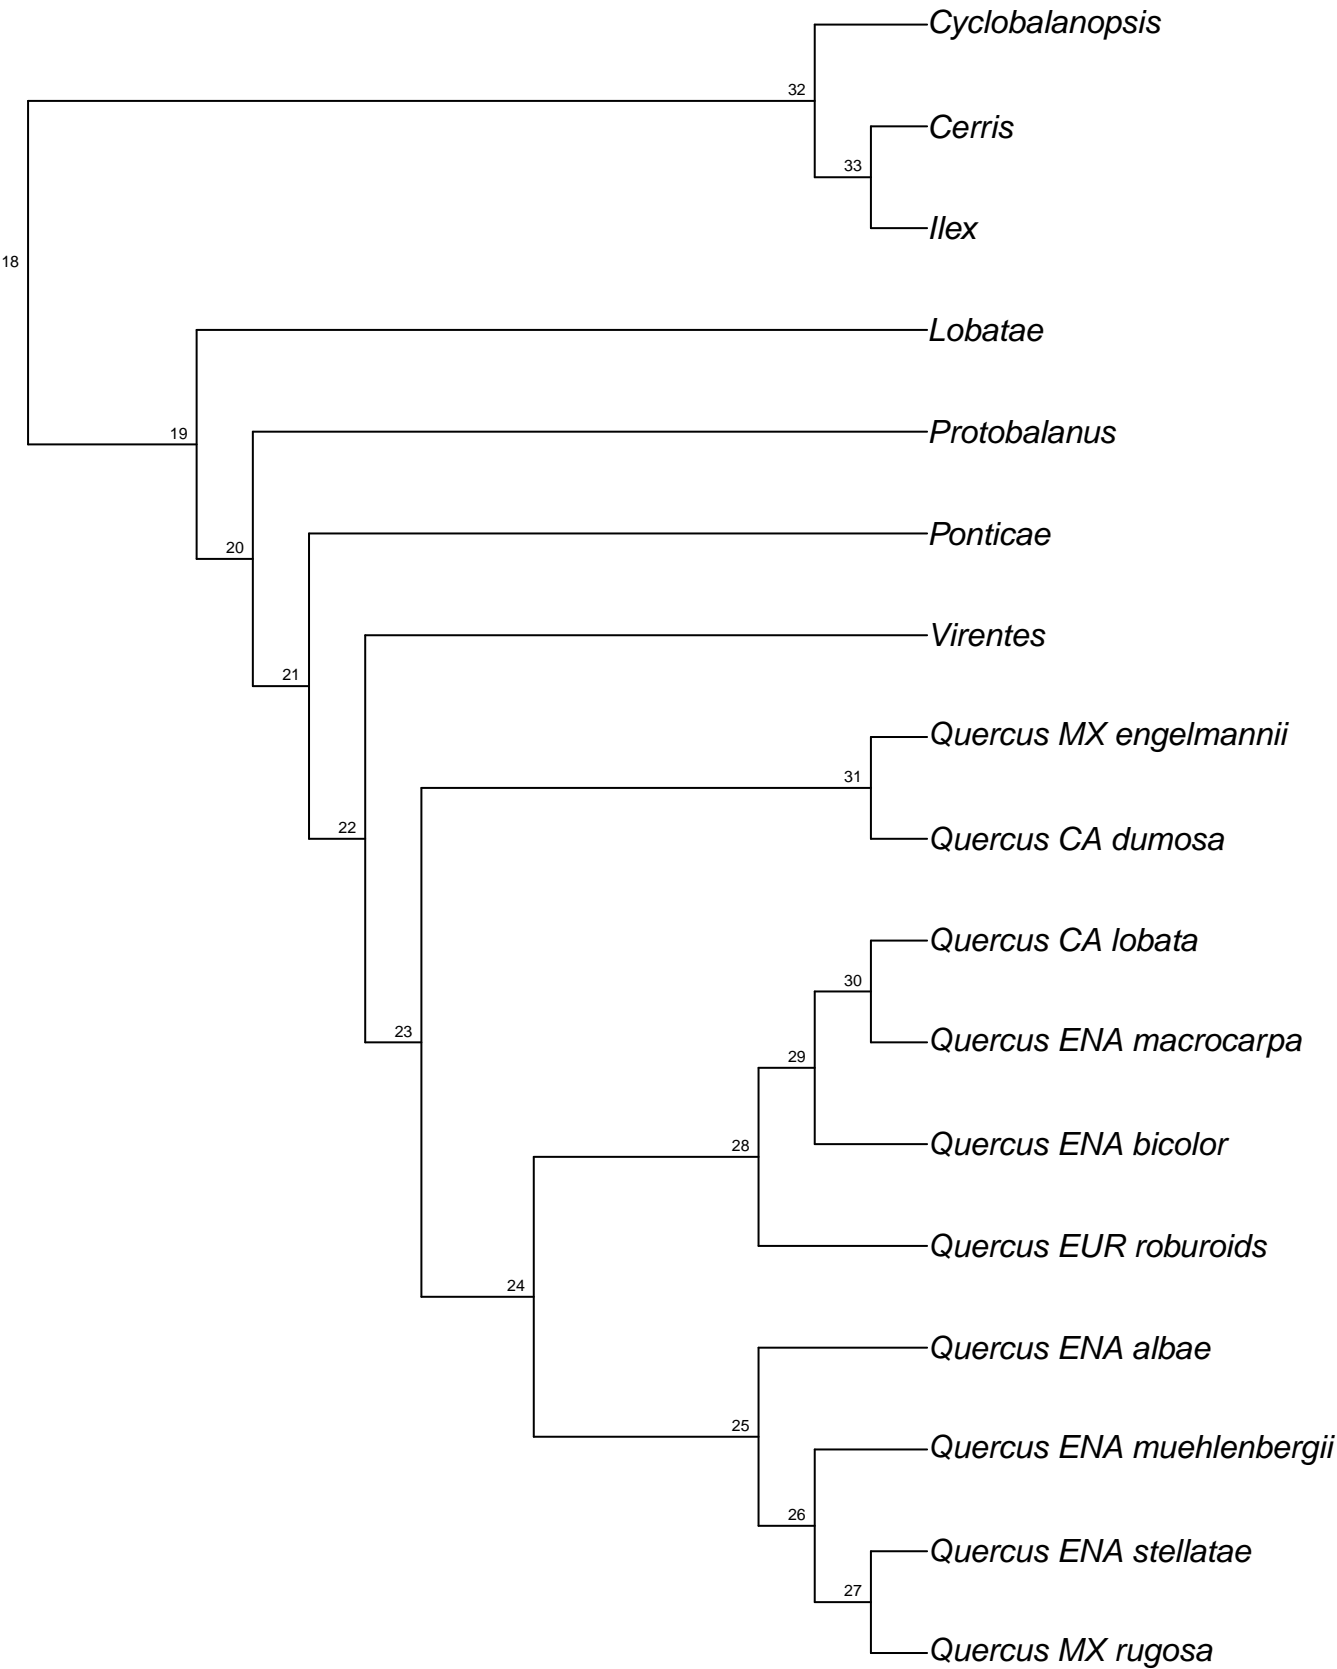 Cyclobalanopsis
32
Cerris
33
Ilex
18
Lobatae
19
Protobalanus
20
Ponticae
21
Virentes
22
Quercus MX engelmannii
31
Quercus CA dumosa
Quercus CA lobata
30
23
Quercus ENA macrocarpa
29
Quercus ENA bicolor
28
Quercus EUR roburoids
24
Quercus ENA albae
25
Quercus ENA muehlenbergii
26
Quercus ENA stellatae
27
Quercus MX rugosa